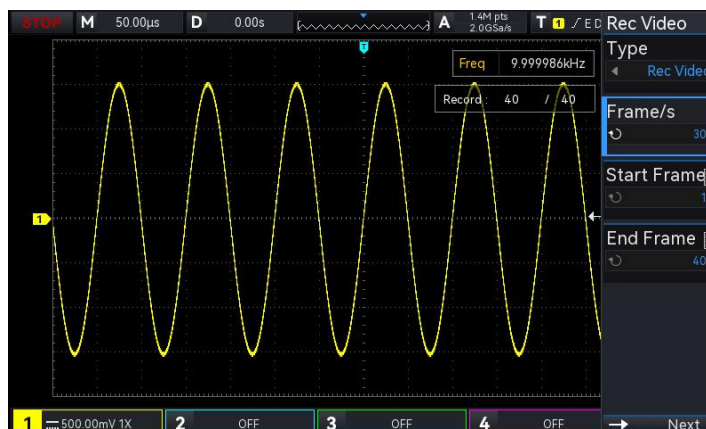 STOP M 50.00μs D 0.00s A 1.4M pts 2.0GSa/s T 1 E D
Rec Video
Type
Rec Video
Freq 9.999986kHz
Record: 40 / 40
Frame/s
30
Start Frame
1
1
End Frame
40
1 500.00mV 1X 2 OFF 3 OFF 4 OFF Next